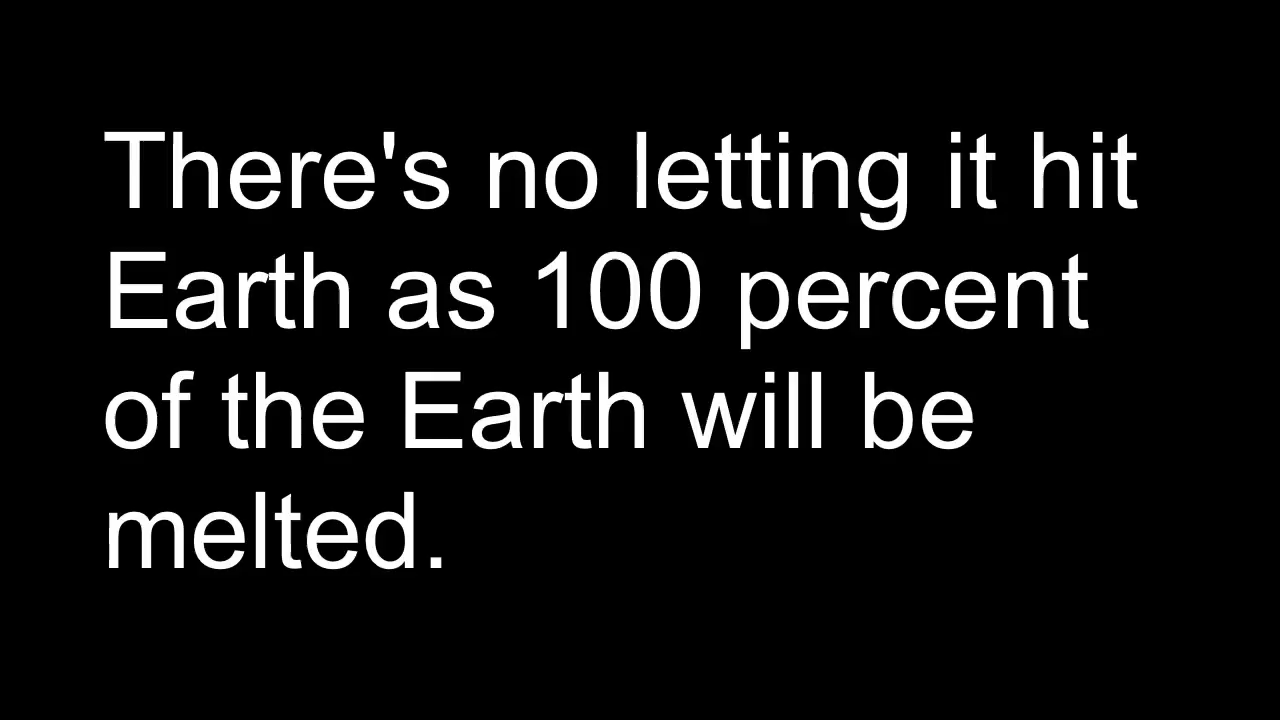 There's no letting it hit
Earth as 100 percent
of the Earth will be
melted.